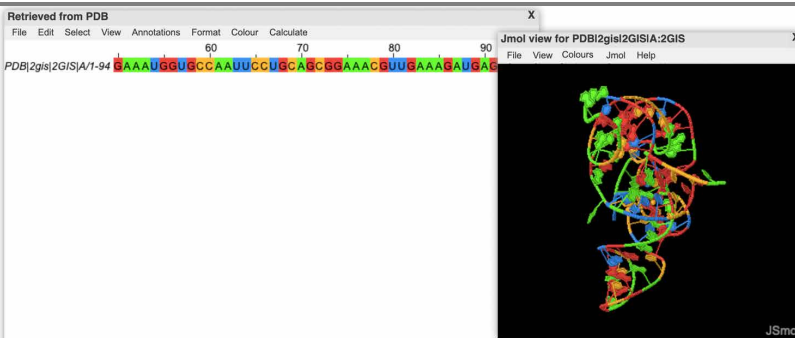 Retrieved from PDB X
File Edit Select View Annotations Format Colour Calculate
60 70 80 90
PDB|2gis|2GIS|A/1-94 GAAAUGGUGCCAAUUCCUGCAGCGGAAACGUUGAAAGAUGAG
Jmol view for PDB|2gis|2GIS|A:2GIS
File View Colours Jmol Help
JSmo